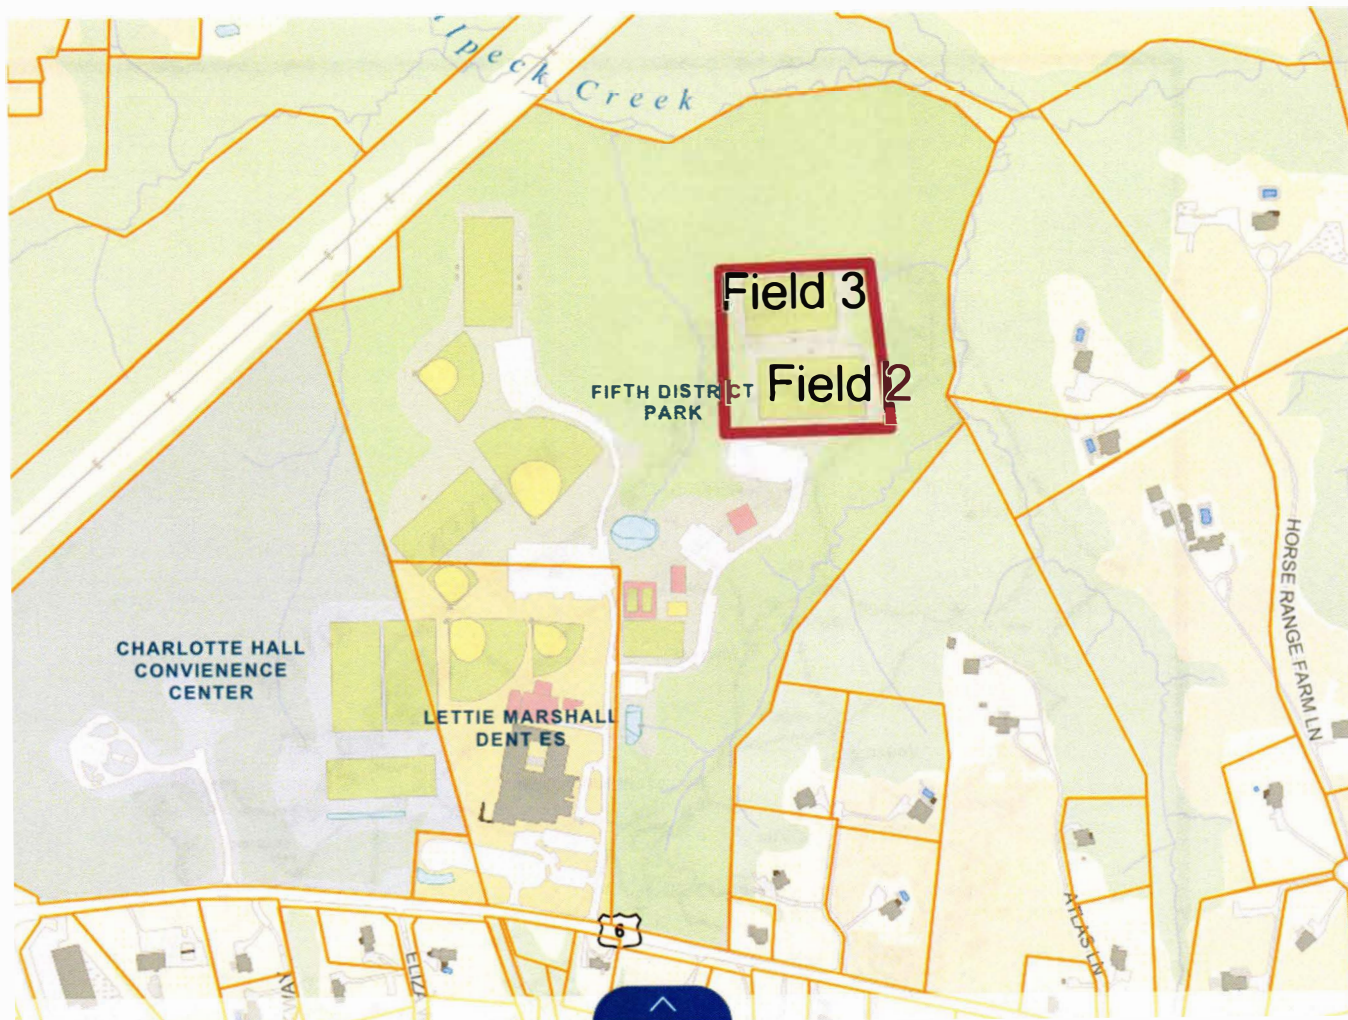 Creek
Field 3
FIFTH DISTRICT
PARK
Field 2
HORSE RANGE FARM LN
CHARLOTTE HALL
CONVIENENCE
CENTER
LETTIE MARSHALL
DENT ES
ATLAS LN
6